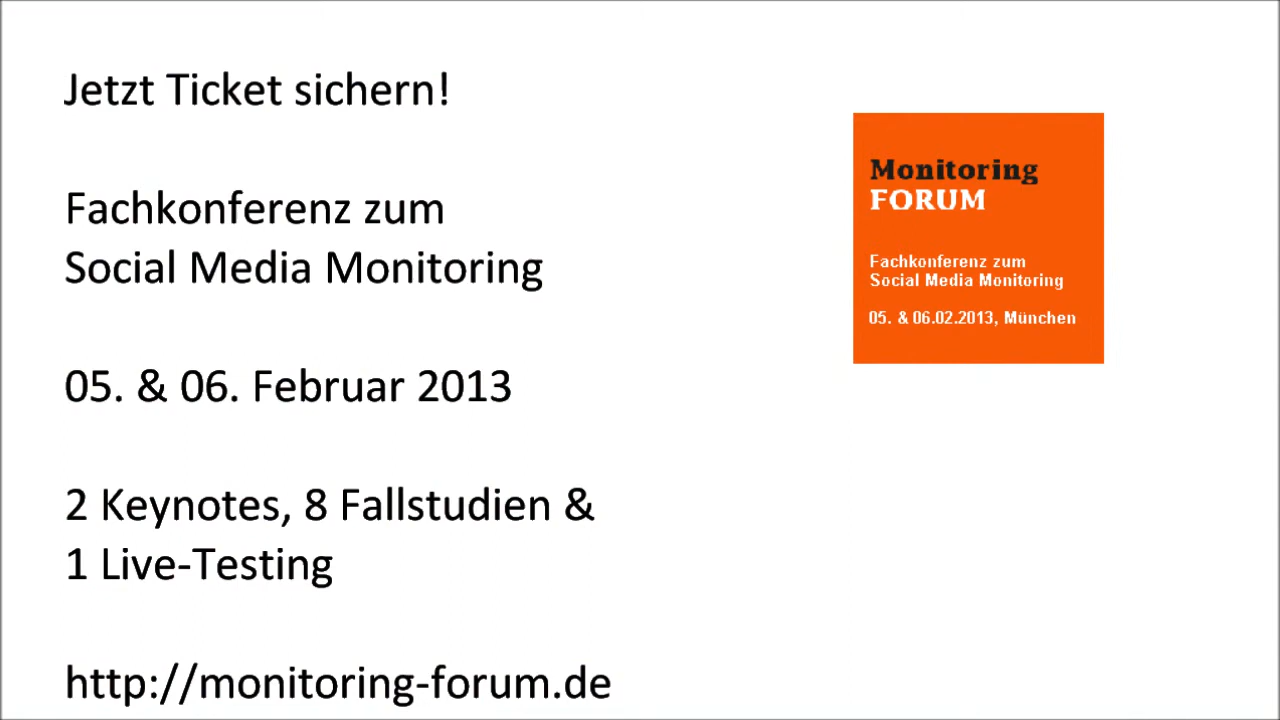 Jetzt Ticket sichern!
Fachkonferenz zum
Social Media Monitoring
05. & 06. Februar 2013
2 Keynotes, 8 Fallstudien &
1 Live-Testing
http://monitoring-forum.de
Monitoring
FORUM
Fachkonferenz zum
Social Media Monitoring
05. & 06.02.2013, München